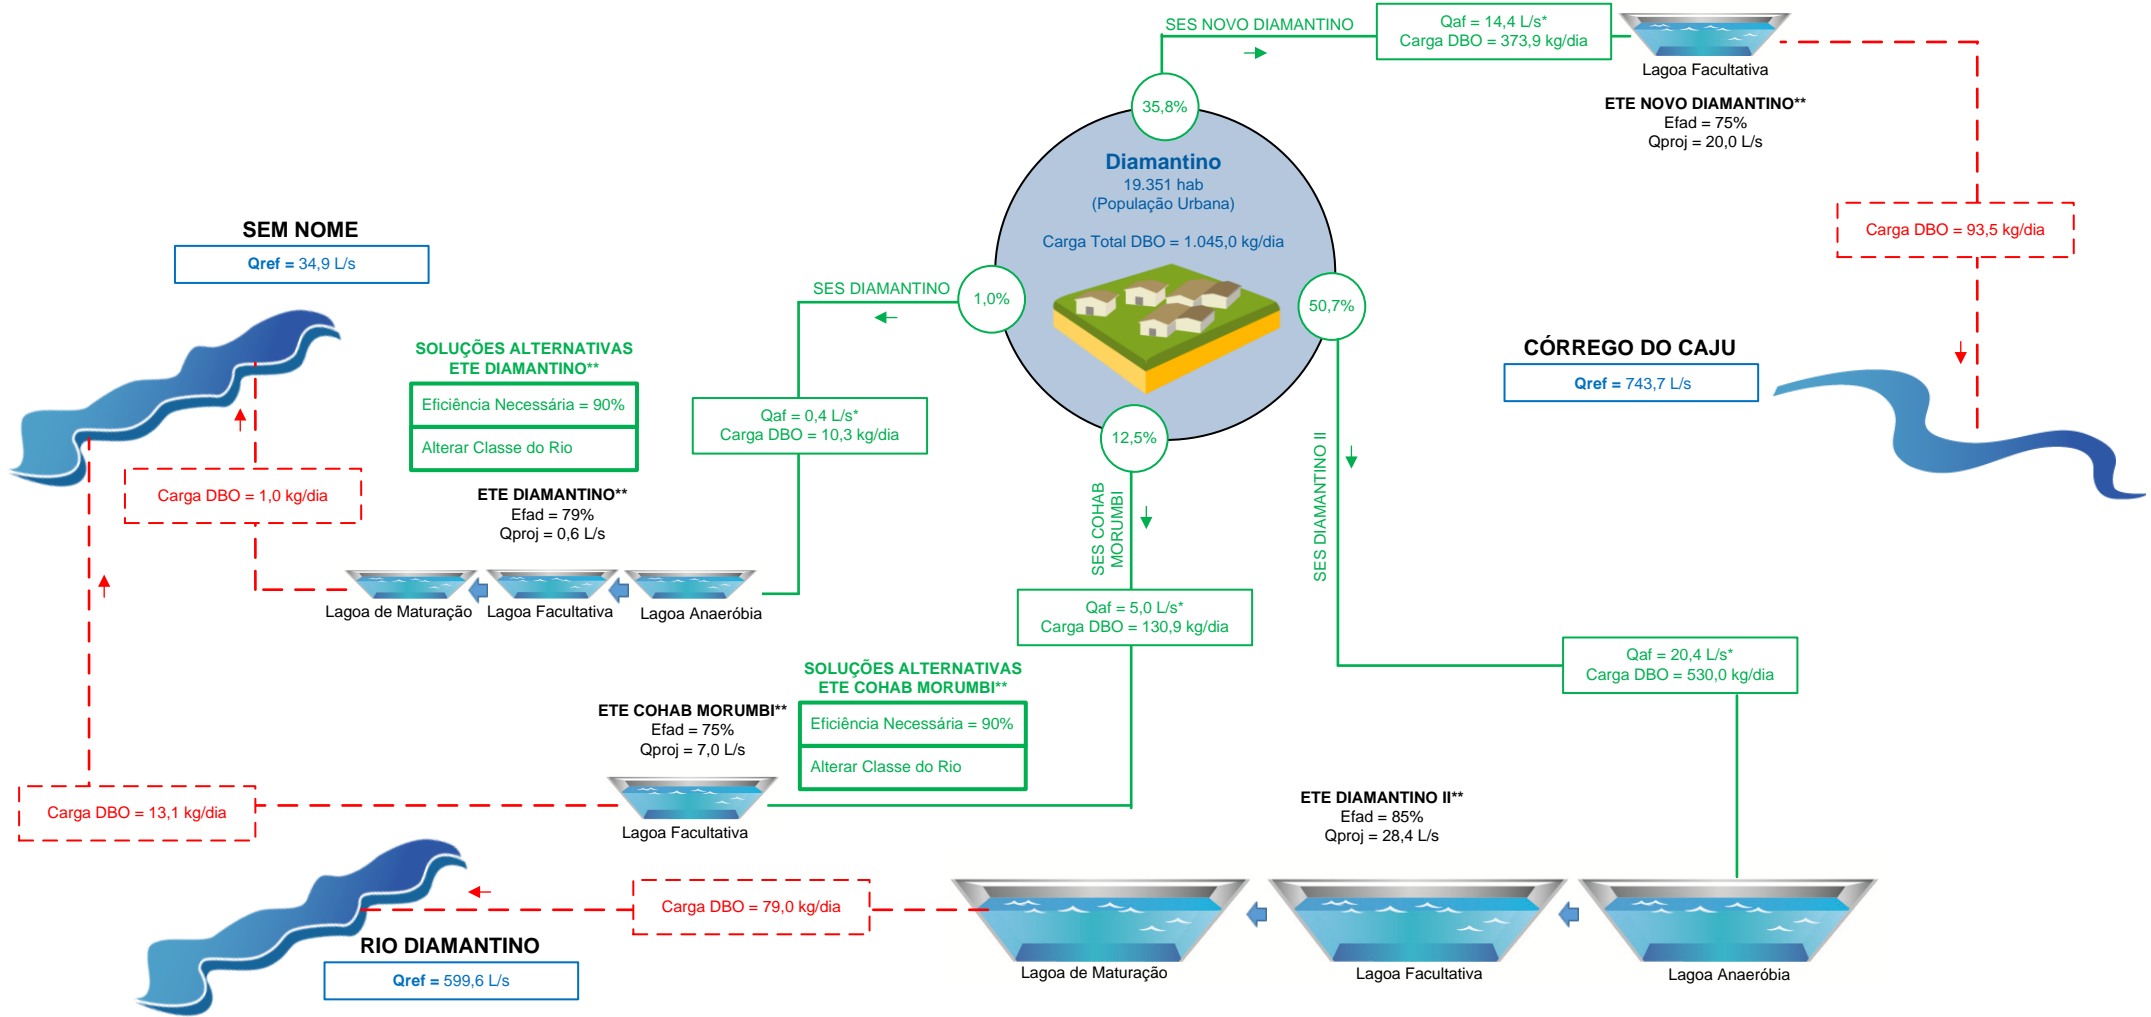 SES NOVO DIAMANTINO
Qaf = 14,4 L/s*
Carga DBO = 373,9 kg/dia
Lagoa Facultativa
ETE NOVO DIAMANTINO**
Efad = 75%
Qproj = 20,0 L/s
35,8%
Diamantino
19.351 hab
(População Urbana)
Carga Total DBO = 1.045,0 kg/dia
Carga DBO = 93,5 kg/dia
SEM NOME
Qref = 34,9 L/s
SES DIAMANTINO
1,0%
50,7%
12,5%
CÓRREGO DO CAJU
Qref = 743,7 L/s
SOLUÇÕES ALTERNATIVAS
ETE DIAMANTINO**
Eficiência Necessária = 90%
Alterar Classe do Rio
Qaf = 0,4 L/s*
Carga DBO = 10,3 kg/dia
Carga DBO = 1,0 kg/dia
ETE DIAMANTINO**
Efad = 79%
Qproj = 0,6 L/s
Lagoa de Maturação
Lagoa Facultativa
Lagoa Anaeróbia
SES COHAB
MORUMBI
SES DIAMANTINO II
Qaf = 5,0 L/s*
Carga DBO = 130,9 kg/dia
Qaf = 20,4 L/s*
Carga DBO = 530,0 kg/dia
SOLUÇÕES ALTERNATIVAS
ETE COHAB MORUMBI**
Eficiência Necessária = 90%
Alterar Classe do Rio
ETE COHAB MORUMBI**
Efad = 75%
Qproj = 7,0 L/s
Lagoa Facultativa
Carga DBO = 13,1 kg/dia
ETE DIAMANTINO II**
Efad = 85%
Qproj = 28,4 L/s
Carga DBO = 79,0 kg/dia
RIO DIAMANTINO
Qref = 599,6 L/s
Lagoa de Maturação
Lagoa Facultativa
Lagoa Anaeróbia